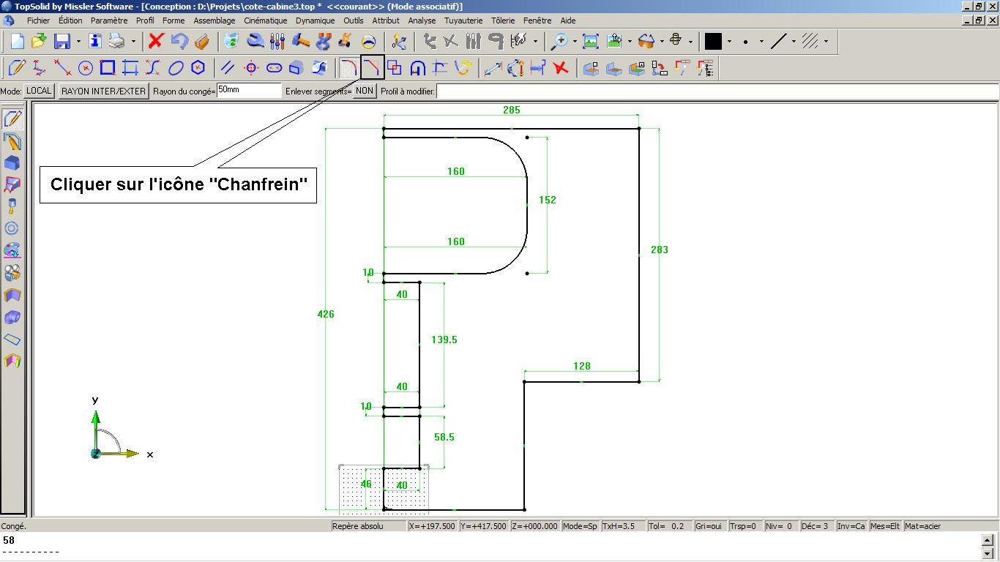 TopSolid by Missler Software - [Conception : D:\Projets\cote-cabine3.top * <<courant>> (Mode associatif)]
Fichier Édition Paramètre Profil Forme Assemblage Cinématique Dynamique Outils Attribut Analyse Tuyauterie Tôlerie Fenêtre Aide
Mode: LOCAL RAYON INTER/EXTER Rayon du congé= 50mm Enlever segments= NON Profil à modifier:
Cliquer sur l'icône "Chanfrein"
285
160
152
160
283
10
40
426
139.5
128
40
10
58.5
46
40
y
x
z
Congé. Repère absolu X=+197.500 Y=+417.500 Z=+000.000 Mode=Sp TxH=3.5 Tol= 0.2 Gri=oui Trsp=0 Niv= 0 Déc= 3 Inv=Ca Mes=Elt Mat=acier
58
----------